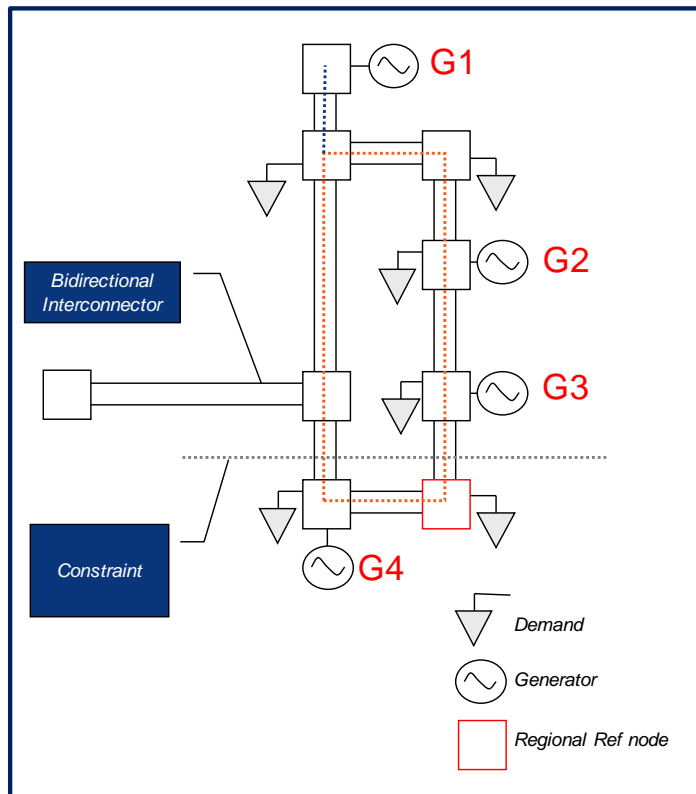 G1
G2
Bidirectional
Interconnector
G3
Constraint
G4
Demand
Generator
Regional Ref node